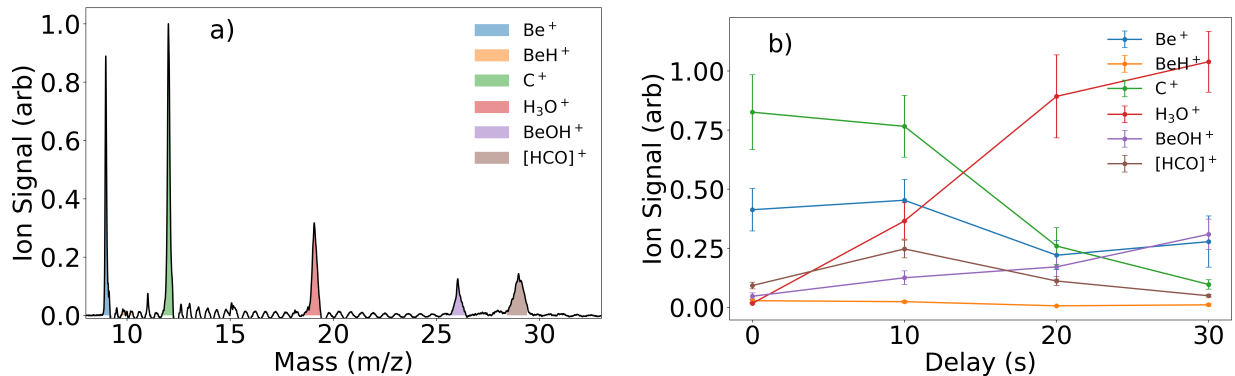 a)
Ion Signal (arb)
1.0
0.8
0.6
0.4
0.2
0.0
10 15 20 25 30
Mass (m/z)
Be⁺
BeH⁺
C⁺
H₃O⁺
BeOH⁺
[HCO]⁺
b)
Ion Signal (arb)
1.00
0.75
0.50
0.25
0.00
0 10 20 30
Delay (s)
Be⁺
BeH⁺
C⁺
H₃O⁺
BeOH⁺
[HCO]⁺